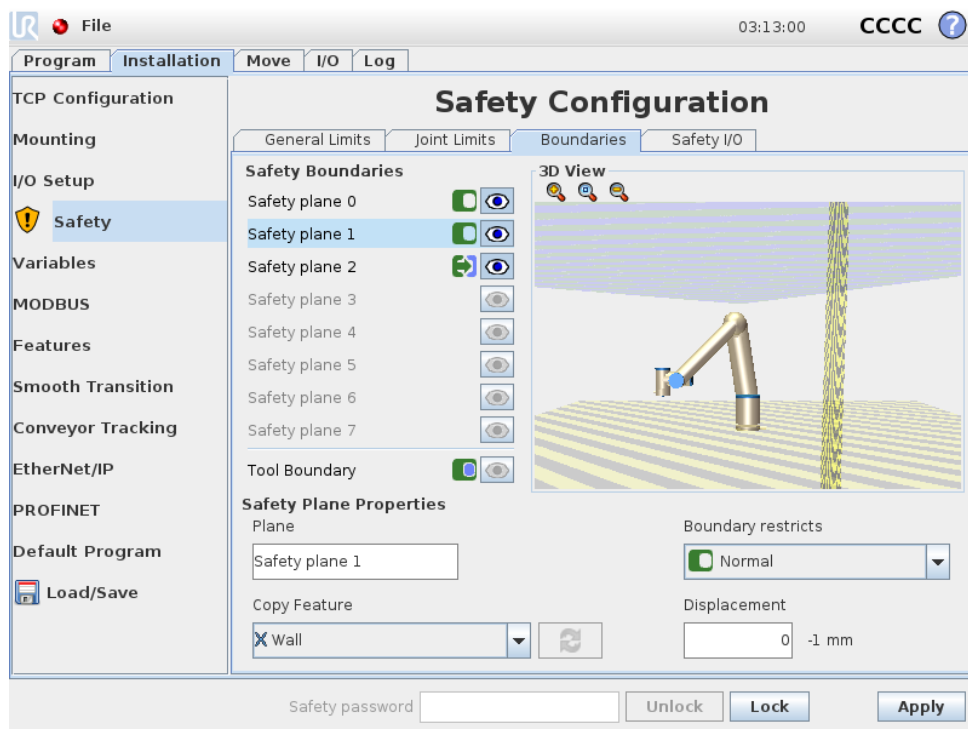 UR File 03:13:00 CCCC ?
Program Installation Move I/O Log
TCP Configuration
Mounting
I/O Setup
Safety
Variables
MODBUS
Features
Smooth Transition
Conveyor Tracking
EtherNet/IP
PROFINET
Default Program
Load/Save
Safety Configuration
General Limits Joint Limits Boundaries Safety I/O
Safety Boundaries
Safety plane 0
Safety plane 1
Safety plane 2
Safety plane 3
Safety plane 4
Safety plane 5
Safety plane 6
Safety plane 7
Tool Boundary
3D View
Safety Plane Properties
Plane
Safety plane 1
Copy Feature
Wall
Boundary restricts
Normal
Displacement
0 -1 mm
Safety password Unlock Lock Apply